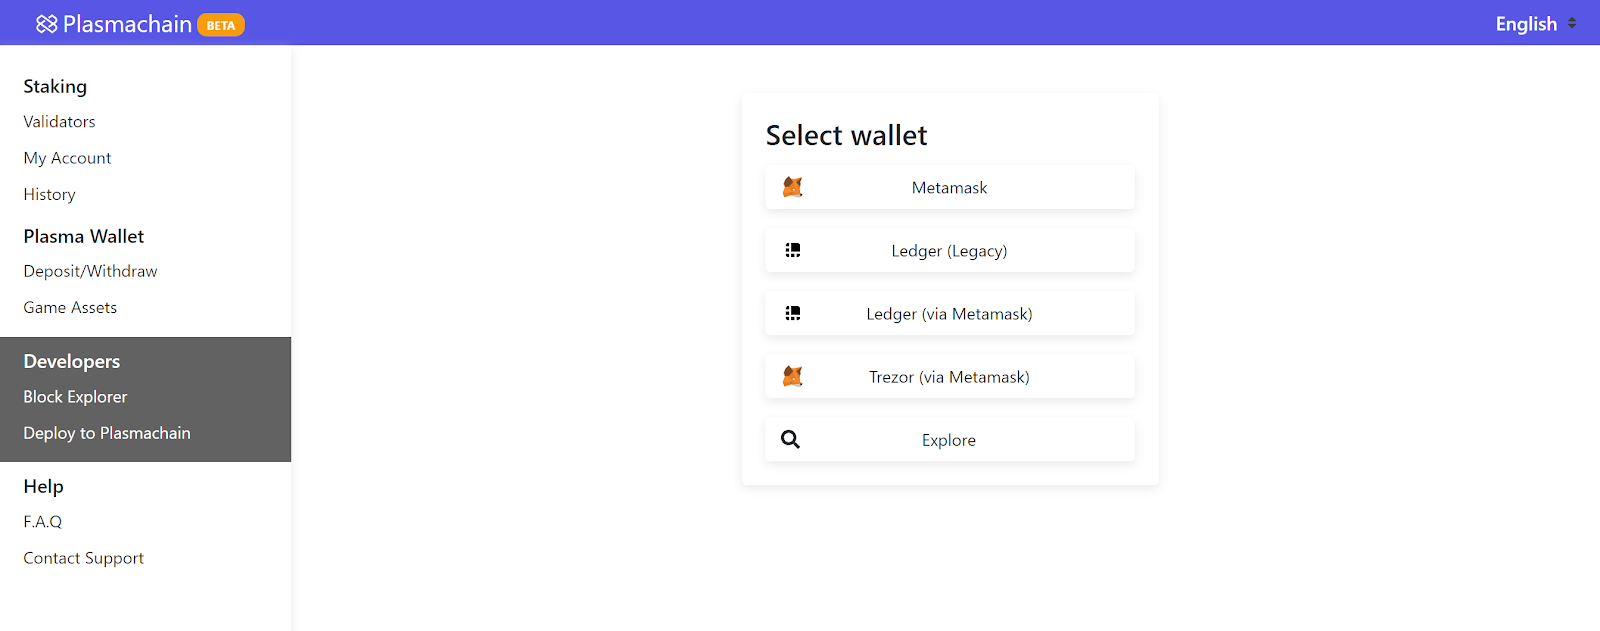 Plasmachain BETA
English
Staking
Validators
My Account
History
Plasma Wallet
Deposit/Withdraw
Game Assets
Developers
Block Explorer
Deploy to Plasmachain
Help
F.A.Q
Contact Support
Select wallet
Metamask
Ledger (Legacy)
Ledger (via Metamask)
Trezor (via Metamask)
Explore